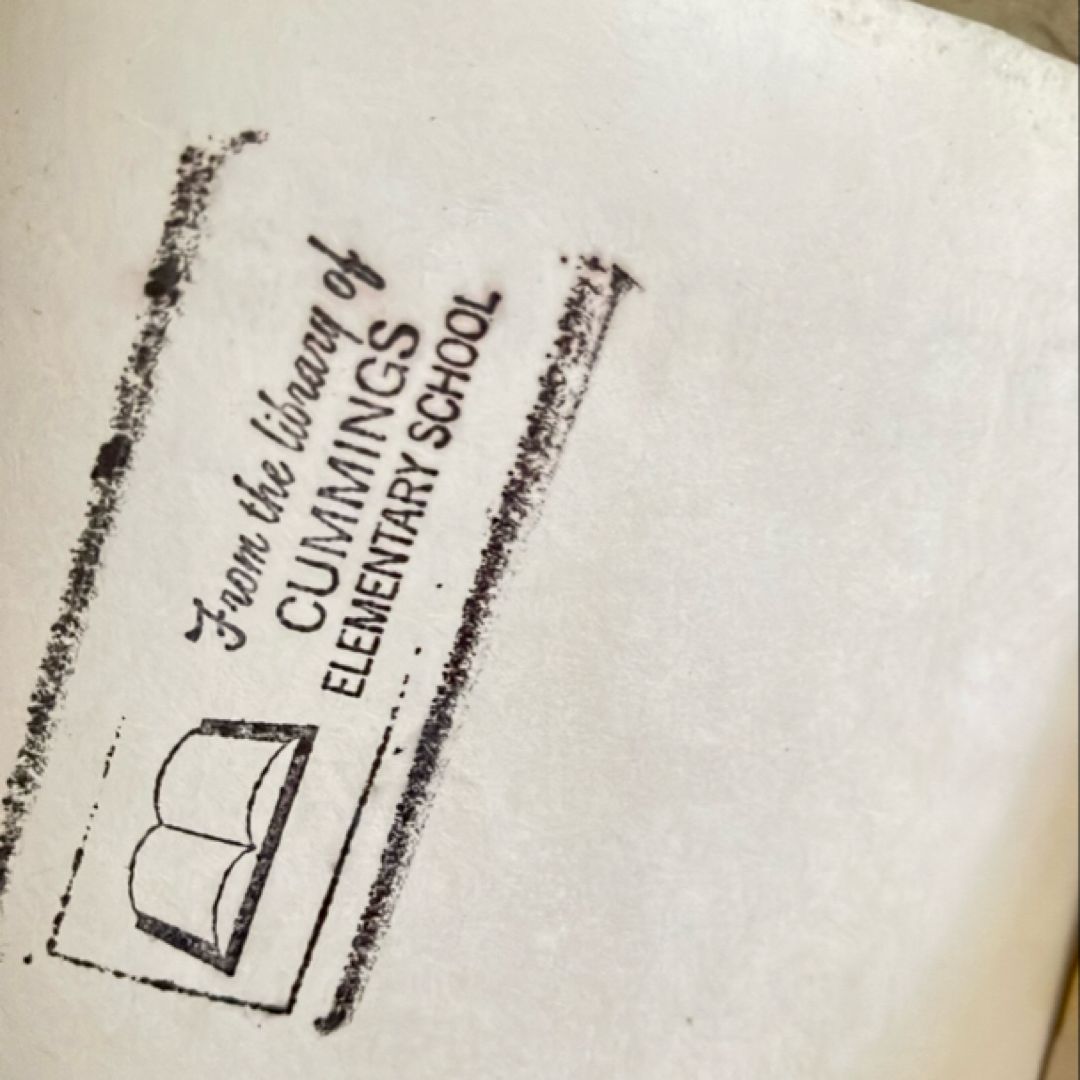 From the library of
CUMMINGS
ELEMENTARY SCHOOL